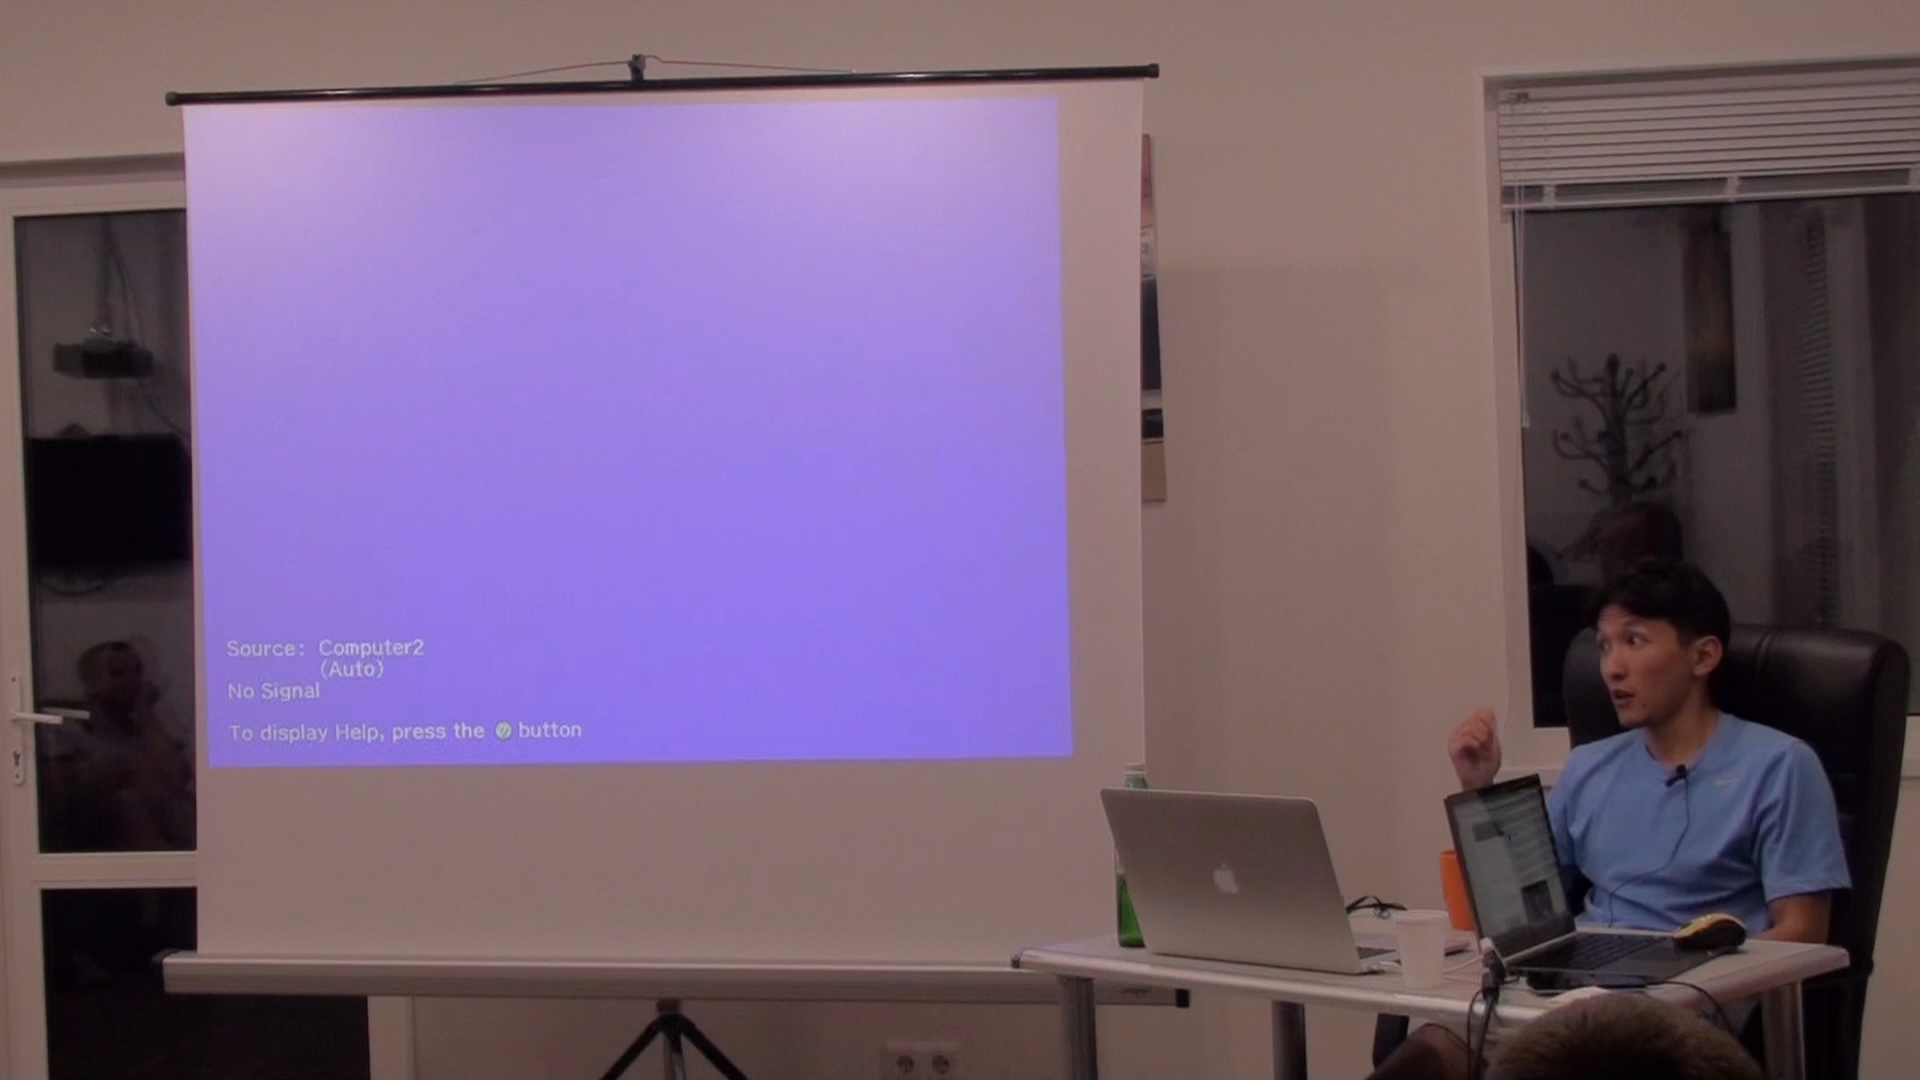 Source: Computer2
(Auto)
No Signal
To display Help, press the button